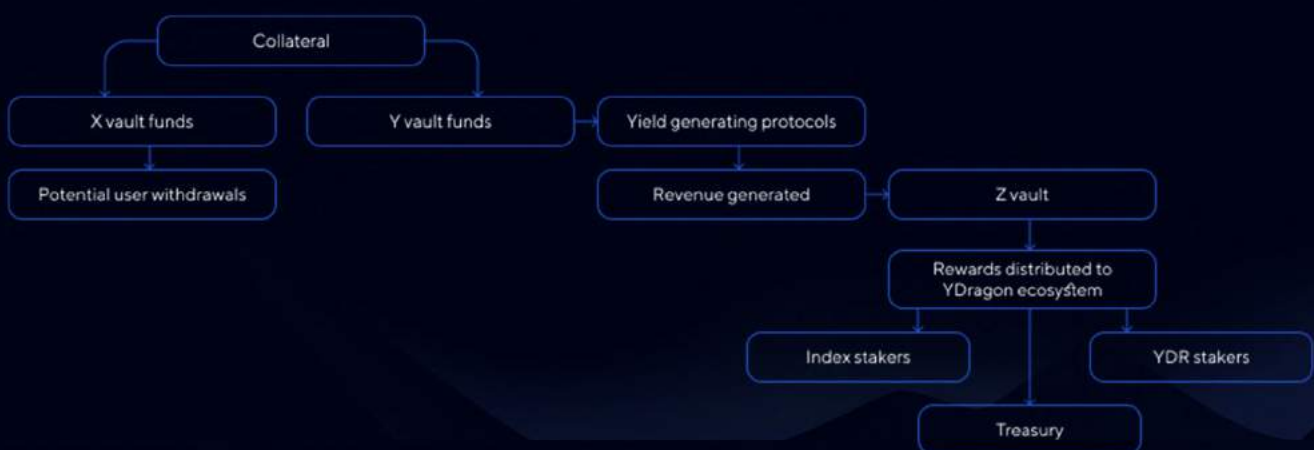 Collateral
X vault funds
Y vault funds
Yield generating protocols
Potential user withdrawals
Revenue generated
Z vault
Rewards distributed to
YDragon ecosystem
Index stakers
YDR stakers
Treasury